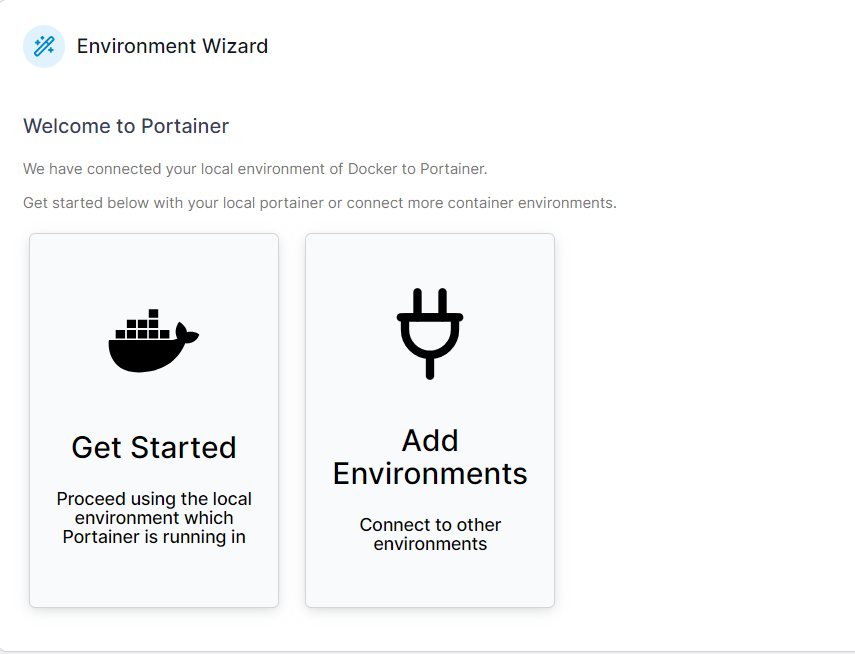 Environment Wizard
Welcome to Portainer
We have connected your local environment of Docker to Portainer.
Get started below with your local portainer or connect more container environments.
Get Started
Proceed using the local
environment which
Portainer is running in
Add
Environments
Connect to other
environments